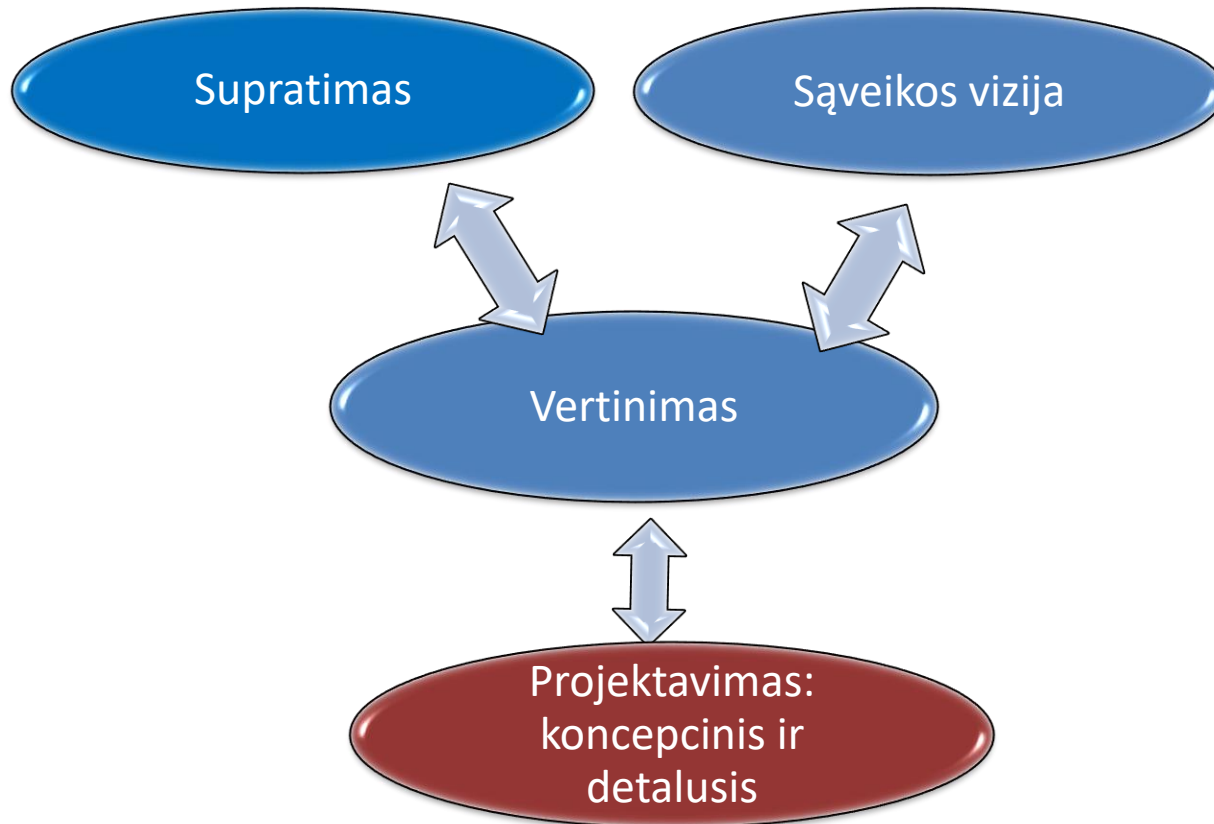 Supratimas
Sąveikos vizija
Vertinimas
Projektavimas:
koncepcinis ir
detalusis